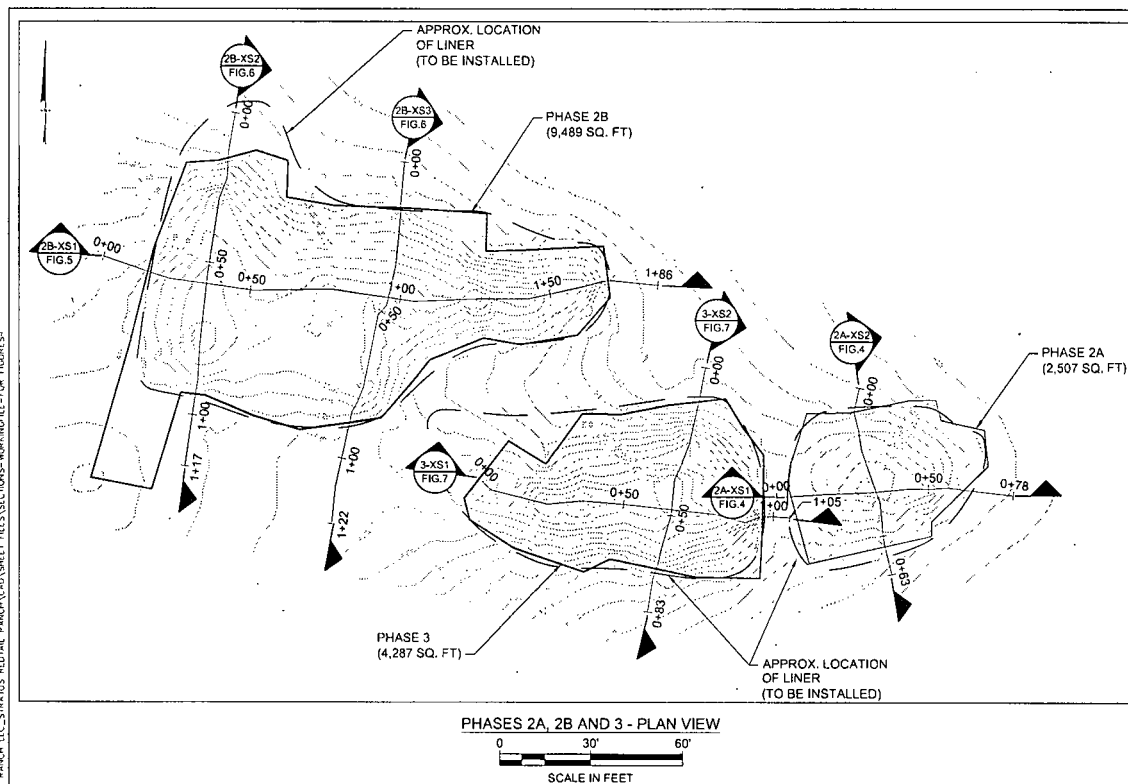 APPROX. LOCATION
OF LINER
(TO BE INSTALLED)
2B-XS2
FIG.6
0+00
2B-XS3
FIG.6
0+00
PHASE 2B
(9,489 SQ. FT)
2B-XS1
FIG.5
0+00
0+50
0+50
+00
0+50
1+50
1+86
3-XS2
FIG.7
0+00
2A-XS2
FIG.4
0+00
PHASE 2A
(2,507 SQ. FT)
1+00
1+17
1+00
1+22
3-XS1
FIG.7
0+00
0+50
0+50
2A-XS1
FIG.4
0+00
+00
1+05
0+50
0+78
0+63
0+83
PHASE 3
(4,287 SQ. FT)
APPROX. LOCATION
OF LINER
(TO BE INSTALLED)
PHASES 2A, 2B AND 3 - PLAN VIEW
0 30' 60'
SCALE IN FEET